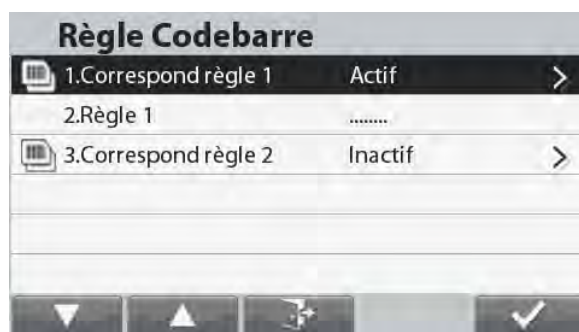 Règle Codebarre
1.Correspond règle 1 Actif >
2.Règle 1 ........
3.Correspond règle 2 Inactif >